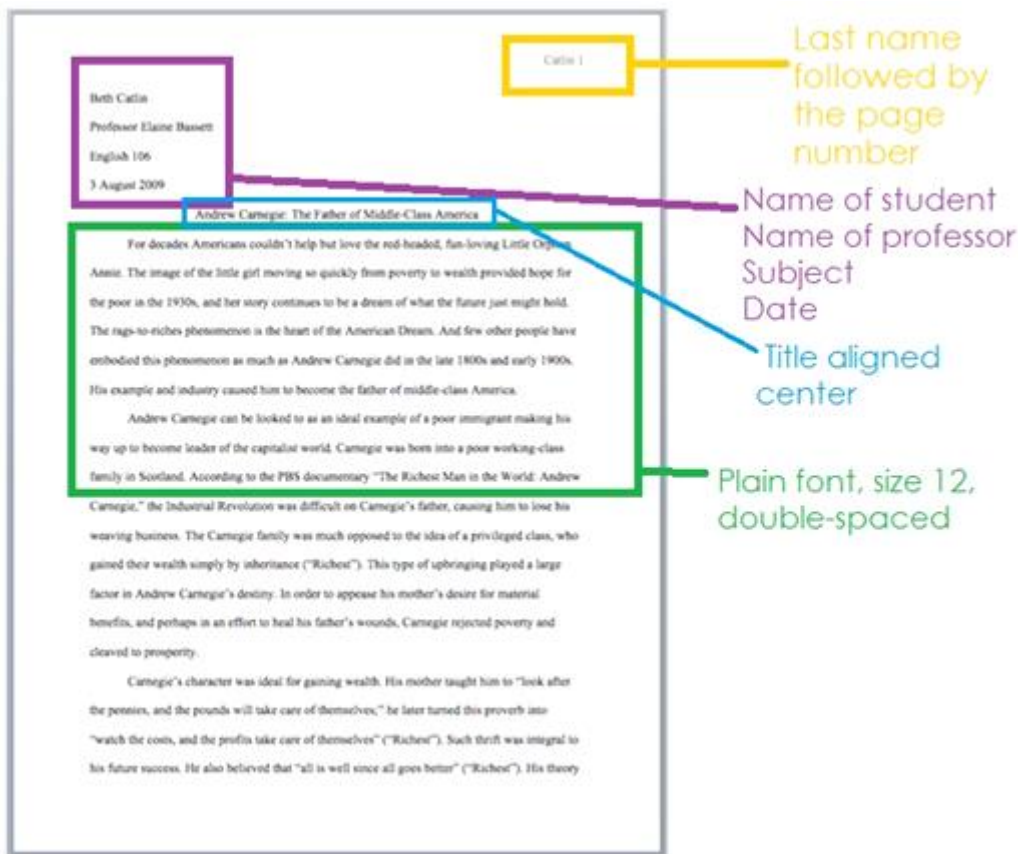 Catlin 1
Last name
followed by
the page
number
Beth Catlin
Professor Elaine Bassett
English 106
3 August 2009
Name of student
Name of professor
Subject
Date
Andrew Carnegie: The Father of Middle-Class America
Title aligned
center
For decades Americans couldn't help but love the red-headed, fun-loving Little Orphan
Annie. The image of the little girl moving so quickly from poverty to wealth provided hope for
the poor in the 1930s, and her story continues to be a dream of what the future just might hold.
The rags-to-riches phenomenon is the heart of the American Dream. And few other people have
embodied this phenomenon as much as Andrew Carnegie did in the late 1800s and early 1900s.
His example and industry caused him to become the father of middle-class America.
Andrew Carnegie can be looked to as an ideal example of a poor immigrant making his
way up to become leader of the capitalist world. Carnegie was born into a poor working-class
family in Scotland. According to the PBS documentary "The Richest Man in the World: Andrew
Plain font, size 12,
double-spaced
Carnegie," the Industrial Revolution was difficult on Carnegie's father, causing him to lose his
weaving business. The Carnegie family was much opposed to the idea of a privileged class, who
gained their wealth simply by inheritance ("Richest"). This type of upbringing played a large
factor in Andrew Carnegie's destiny. In order to appease his mother's desire for material
benefits, and perhaps in an effort to heal his father's wounds, Carnegie rejected poverty and
cleaved to prosperity.
Carnegie's character was ideal for gaining wealth. His mother taught him to "look after
the pennies, and the pounds will take care of themselves;" he later turned this proverb into
"watch the costs, and the profits take care of themselves" ("Richest"). Such thrift was integral to
his future success. He also believed that "all is well since all goes better" ("Richest"). His theory